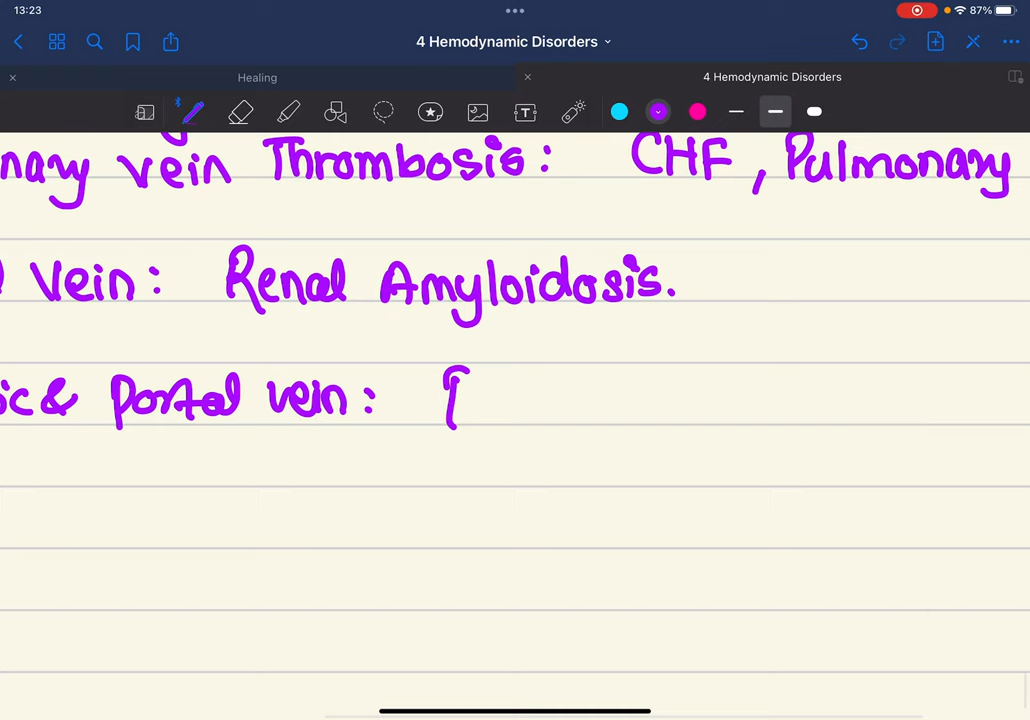 13:23
87%
4 Hemodynamic Disorders
Healing
4 Hemodynamic Disorders
nary vein Thrombosis: CHF, Pulmonary
vein: Renal Amyloidosis.
ic & portal vein: